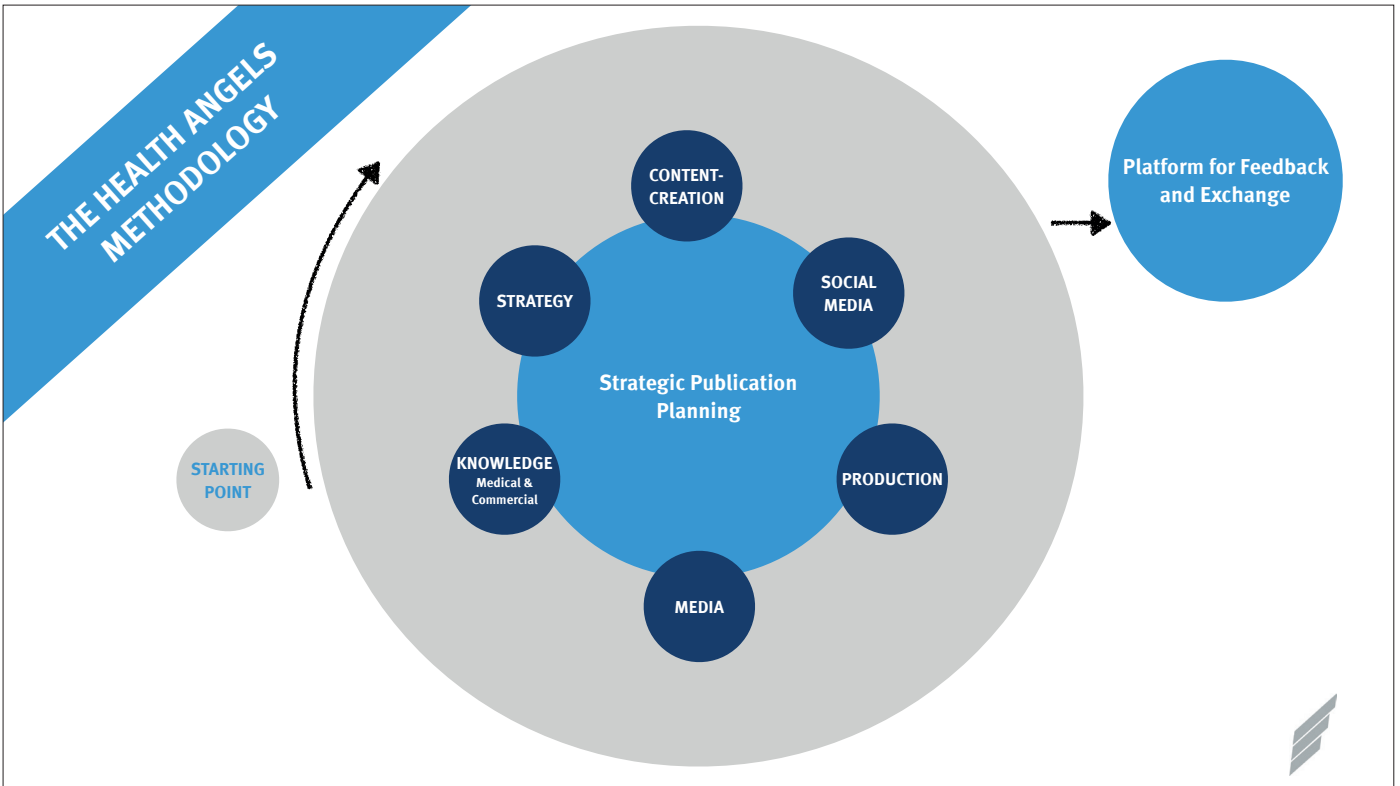 THE HEALTH ANGELS
METHODOLOGY
STARTING
POINT
KNOWLEDGE
Medical &
Commercial
STRATEGY
CONTENT-
CREATION
SOCIAL
MEDIA
PRODUCTION
MEDIA
Strategic Publication
Planning
Platform for Feedback
and Exchange